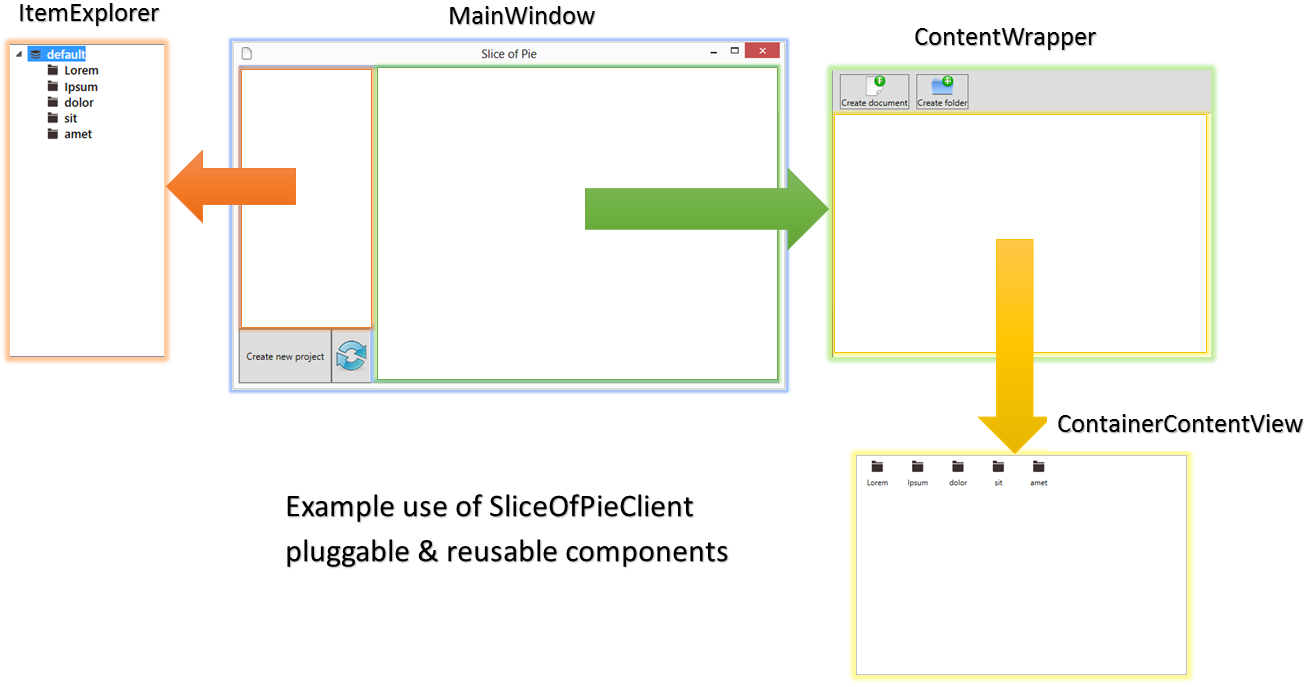 ItemExplorer
default
Lorem
Ipsum
dolor
sit
amet
MainWindow
Slice of Pie
Create new project
ContentWrapper
Create document
Create folder
ContainerContentView
Lorem
Ipsum
dolor
sit
amet
Example use of SliceOfPieClient
pluggable & reusable components